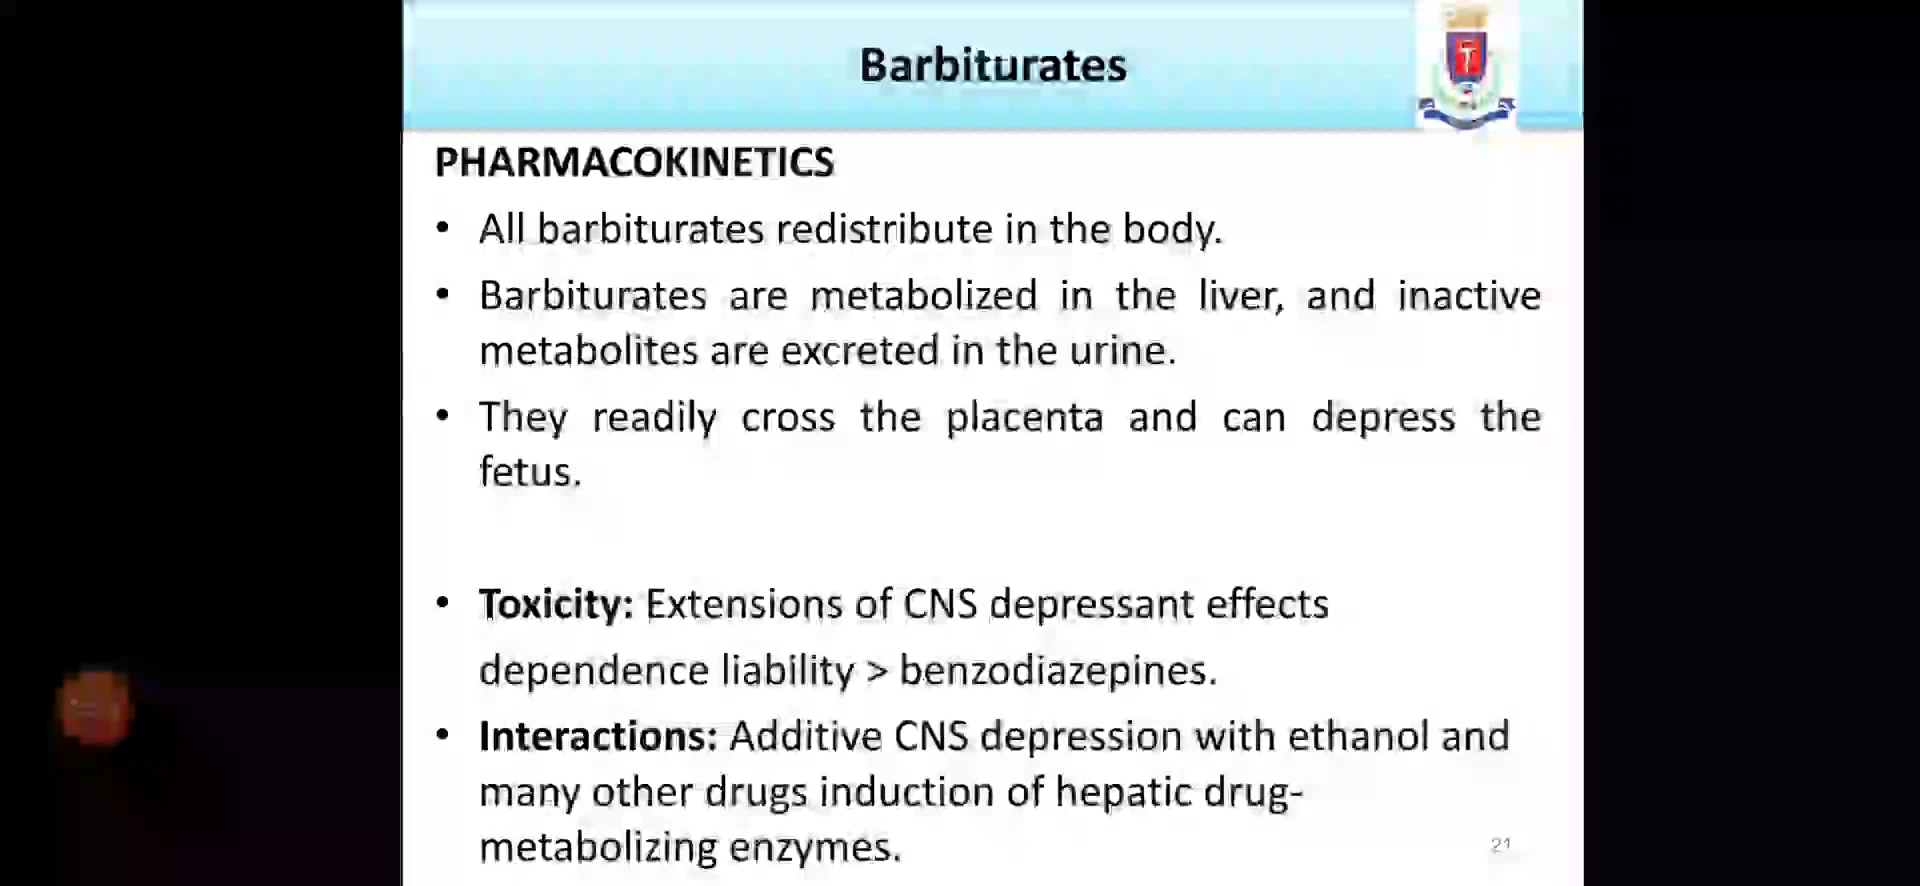 Barbiturates
PHARMACOKINETICS
• All barbiturates redistribute in the body.
• Barbiturates are metabolized in the liver, and inactive
metabolites are excreted in the urine.
• They readily cross the placenta and can depress the
fetus.
• Toxicity: Extensions of CNS depressant effects
dependence liability > benzodiazepines.
• Interactions: Additive CNS depression with ethanol and
many other drugs induction of hepatic drug-
metabolizing enzymes.
21